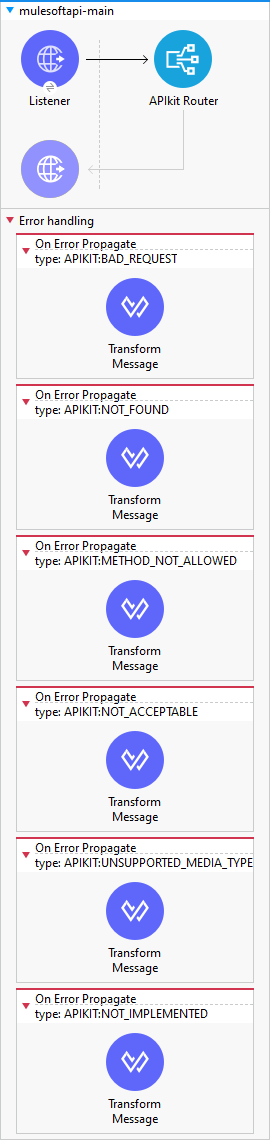 mulesoftapi-main
Listener
APIkit Router
Error handling
On Error Propagate
type: APIKIT:BAD_REQUEST
Transform
Message
On Error Propagate
type: APIKIT:NOT_FOUND
Transform
Message
On Error Propagate
type: APIKIT:METHOD_NOT_ALLOWED
Transform
Message
On Error Propagate
type: APIKIT:NOT_ACCEPTABLE
Transform
Message
On Error Propagate
type: APIKIT:UNSUPPORTED_MEDIA_TYPE
Transform
Message
On Error Propagate
type: APIKIT:NOT_IMPLEMENTED
Transform
Message